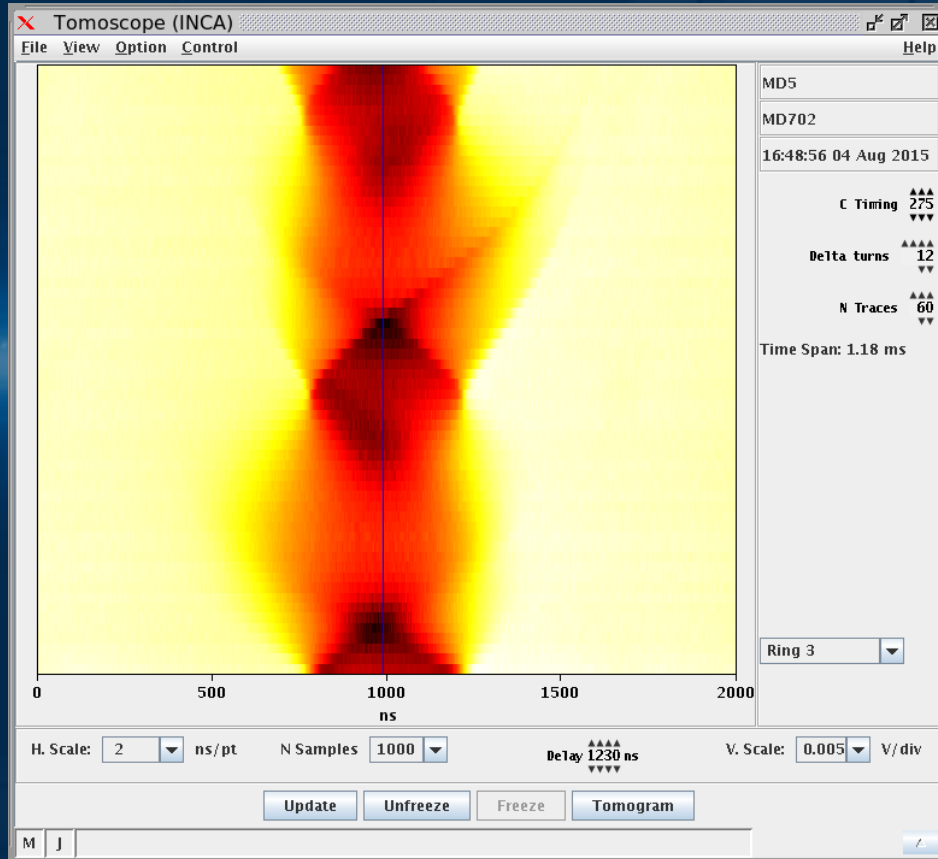 Tomoscope (INCA)
File View Option Control Help
MD5
MD702
16:48:56 04 Aug 2015
C Timing 275
Delta turns 12
N Traces 60
Time Span: 1.18 ms
Ring 3
0 500 1000 1500 2000
ns
H. Scale: 2 ns/pt N Samples 1000 Delay 1230 ns V. Scale: 0.005 V/div
Update Unfreeze Freeze Tomogram
M J